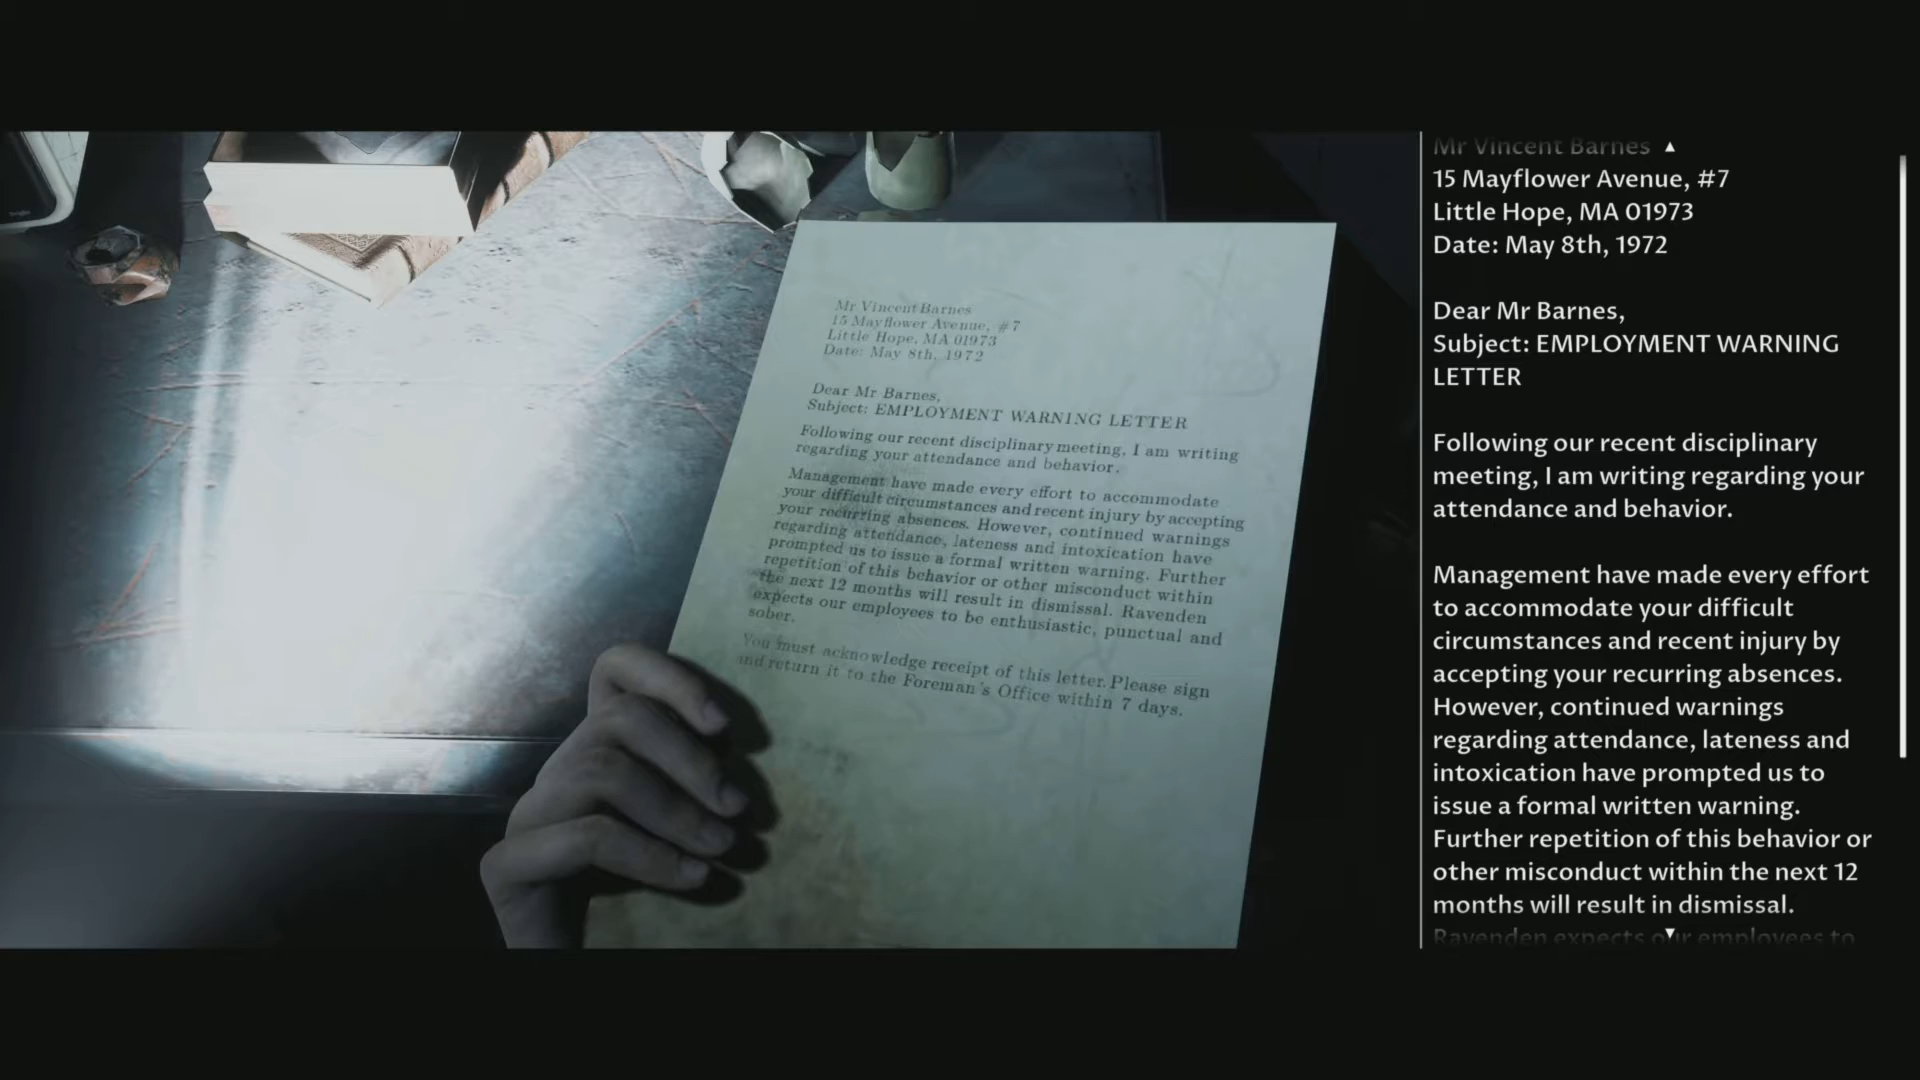 Mr Vincent Barnes
15 Mayflower Avenue, #7
Little Hope, MA 01973
Date: May 8th, 1972
Dear Mr Barnes,
Subject: EMPLOYMENT WARNING LETTER
Following our recent disciplinary meeting, I am writing
regarding your attendance and behavior.
Management have made every effort to accommodate
your difficult circumstances and recent injury by accepting
your recurring absences. However, continued warnings
regarding attendance, lateness and intoxication have
prompted us to issue a formal written warning. Further
repetition of this behavior or other misconduct within
the next 12 months will result in dismissal. Ravenden
expects our employees to be enthusiastic, punctual and
sober.
You must acknowledge receipt of this letter. Please sign
and return it to the Foreman's Office within 7 days.
Mr Vincent Barnes
15 Mayflower Avenue, #7
Little Hope, MA 01973
Date: May 8th, 1972
Dear Mr Barnes,
Subject: EMPLOYMENT WARNING
LETTER
Following our recent disciplinary
meeting, I am writing regarding your
attendance and behavior.
Management have made every effort
to accommodate your difficult
circumstances and recent injury by
accepting your recurring absences.
However, continued warnings
regarding attendance, lateness and
intoxication have prompted us to
issue a formal written warning.
Further repetition of this behavior or
other misconduct within the next 12
months will result in dismissal.
Ravenden expects our employees to